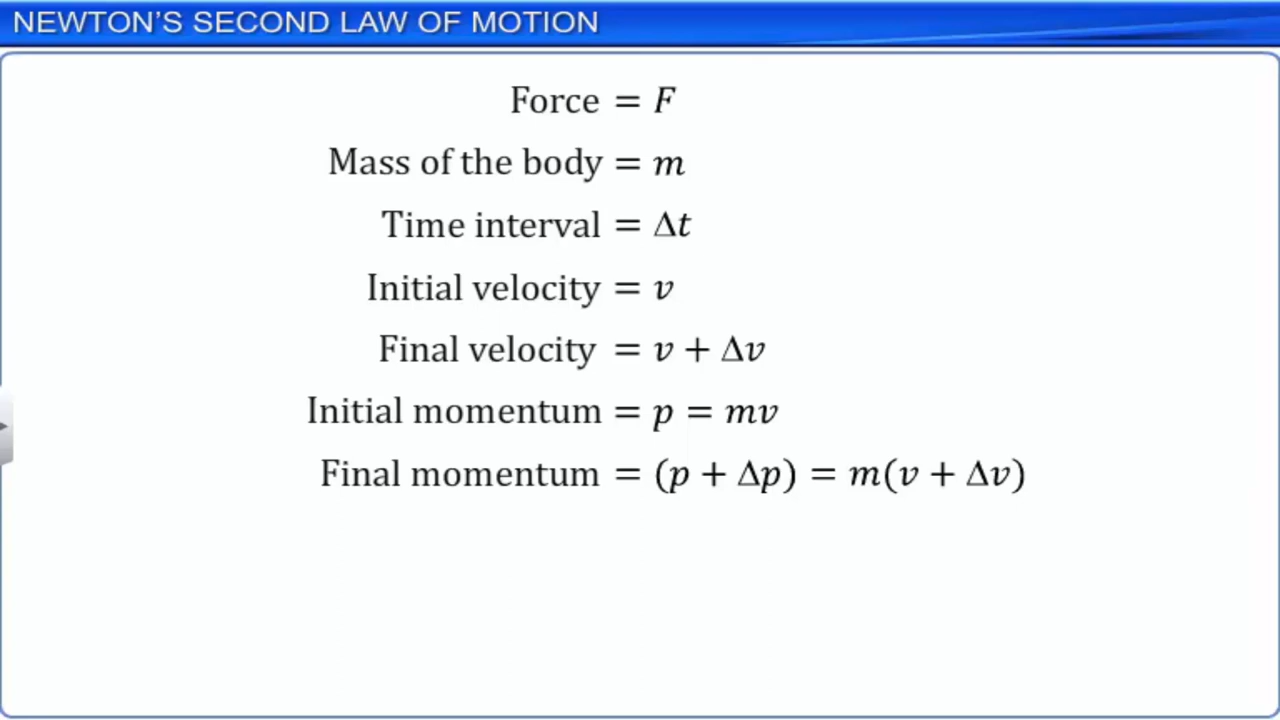 NEWTON’S SECOND LAW OF MOTION
Force = F
Mass of the body = m
Time interval = Δt
Initial velocity = v
Final velocity = v + Δv
Initial momentum = p = mv
Final momentum = (p + Δp) = m(v + Δv)